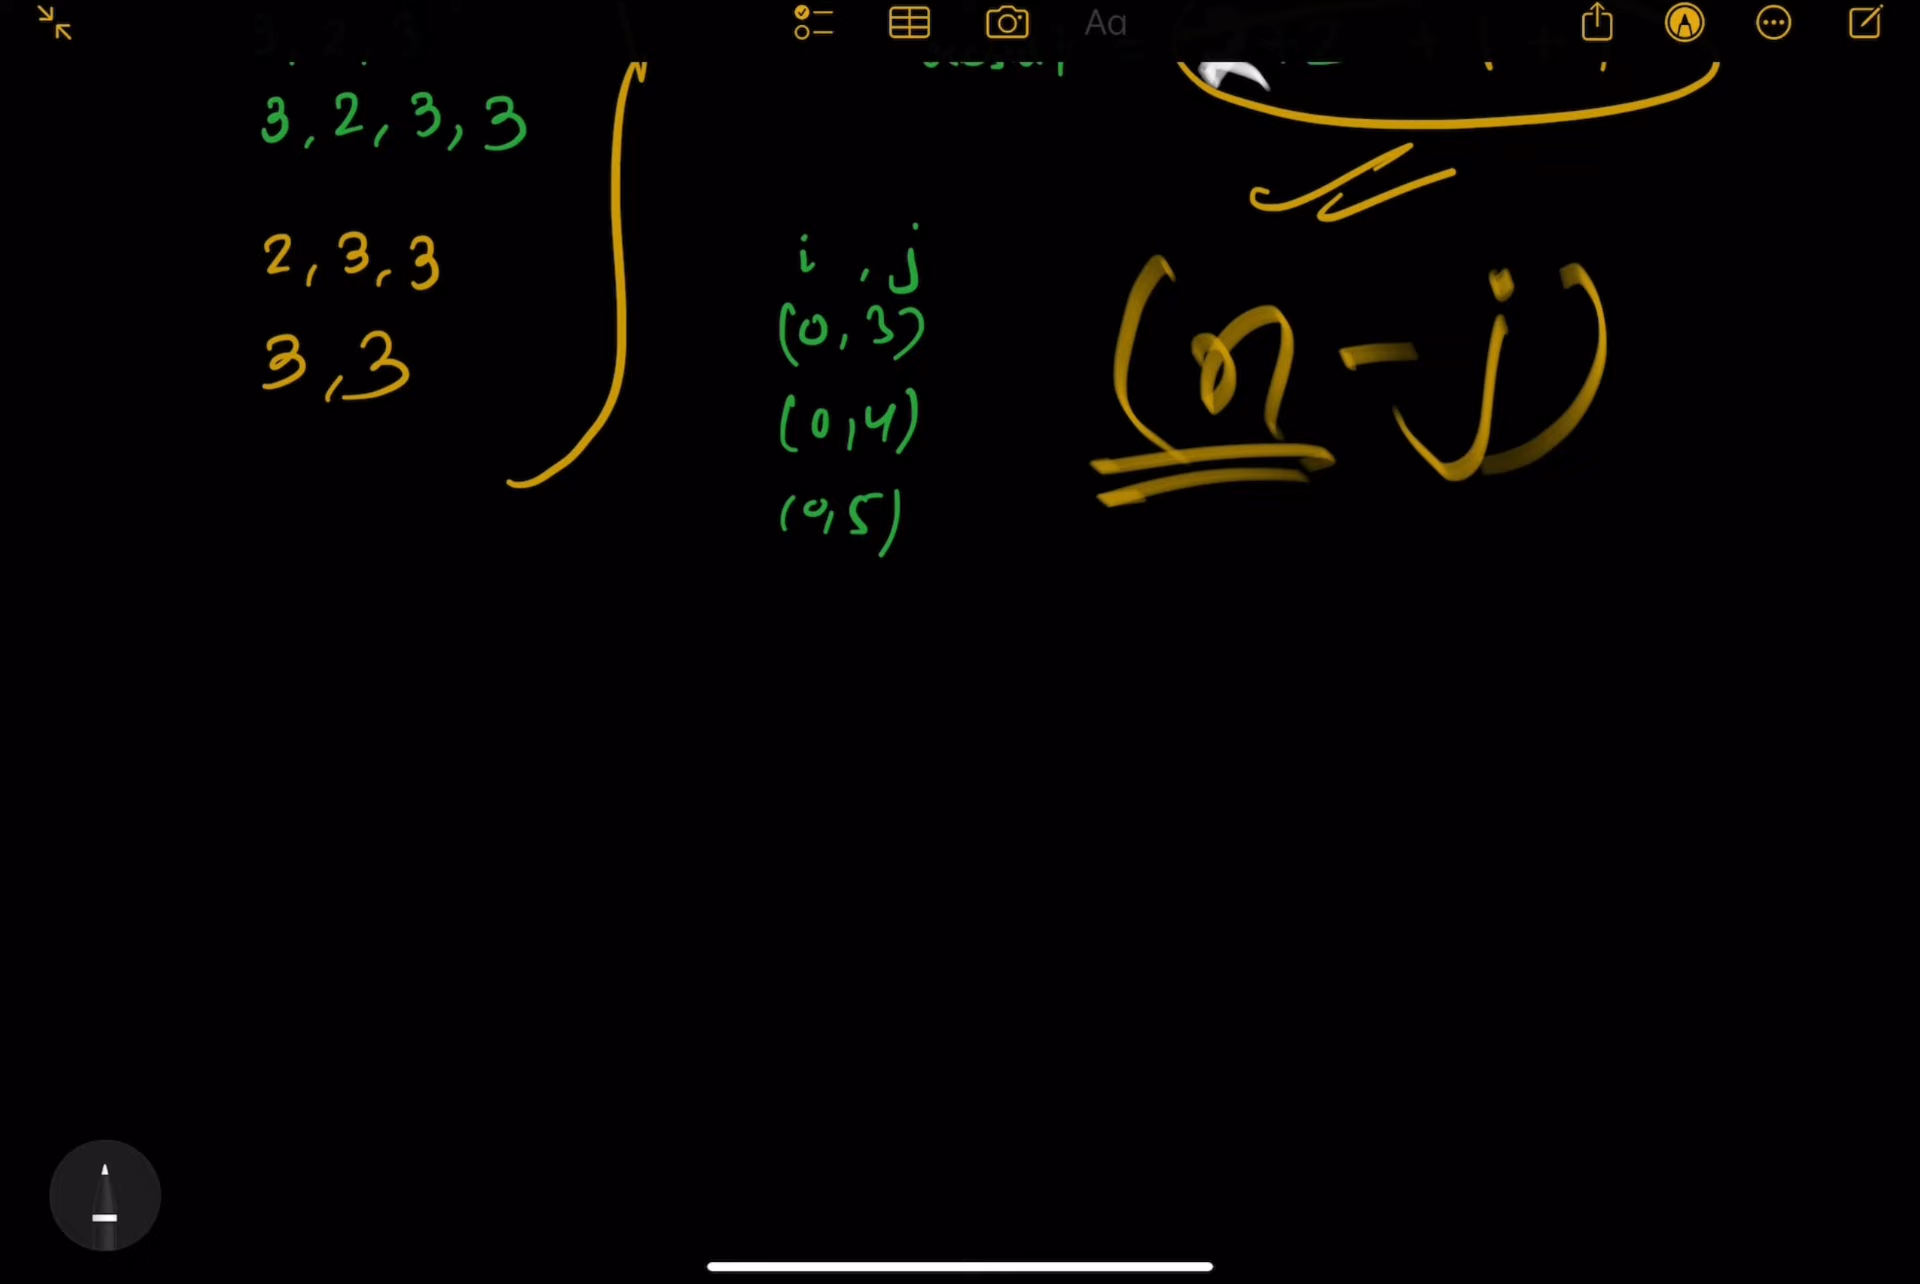 Aa
3, 2, 3, 3
2, 3, 3
3, 3
i , j
(0, 3)
(0, 4)
(0, 5)
(n - j)